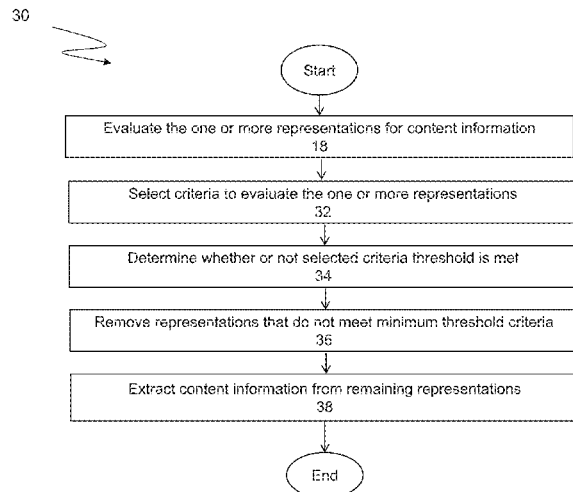 30
Start
Evaluate the one or more representations for content information
18
Select criteria to evaluate the one or more representations
32
Determine whether or not selected criteria threshold is met
34
Remove representations that do not meet minimum threshold criteria
36
Extract content information from remaining representations
38
End